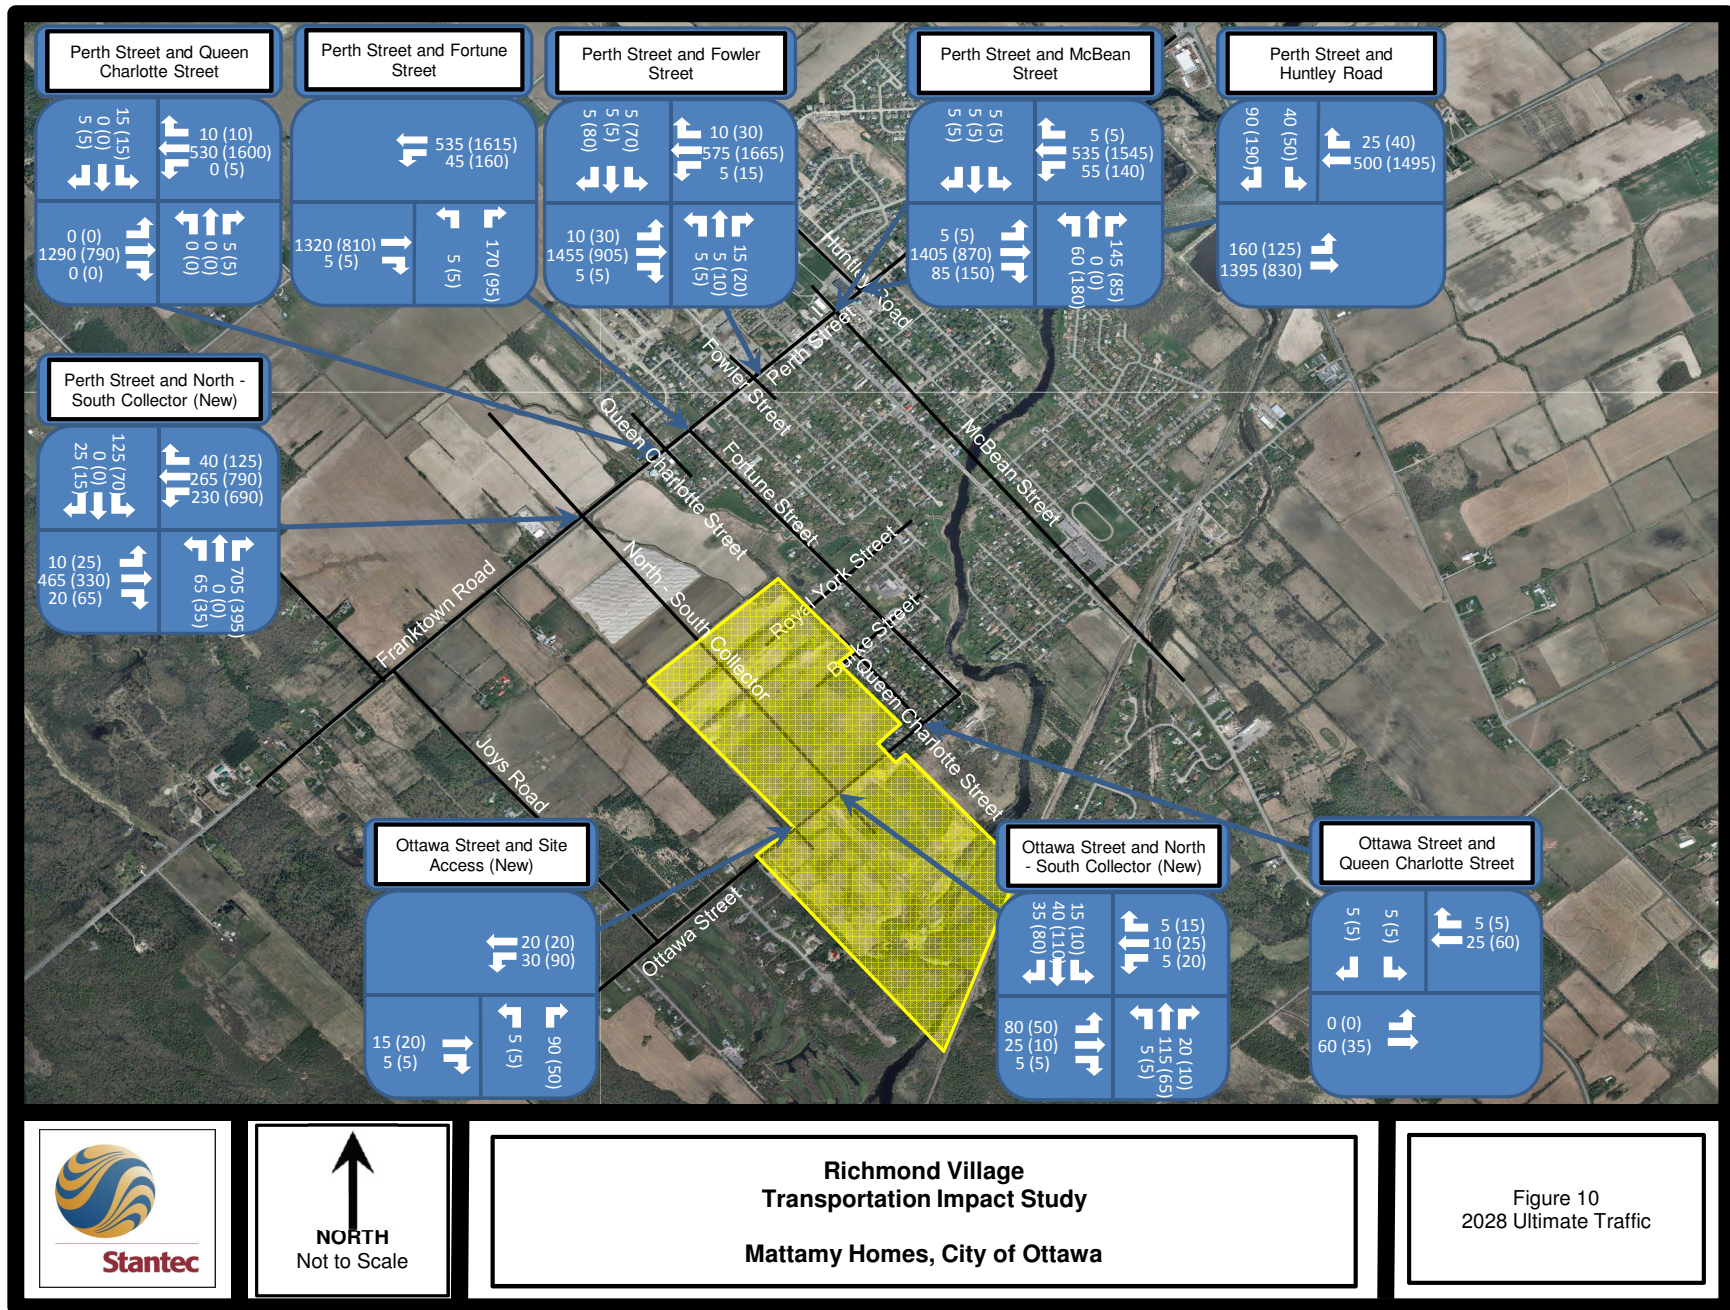 Perth Street and Queen
Charlotte Street
15 (15)
0 (0)
5 (5)
10 (10)
530 (1600)
0 (5)
0 (0)
1290 (790)
0 (0)
5 (5)
0 (0)
0 (0)
Perth Street and Fortune
Street
535 (1615)
45 (160)
1320 (810)
5 (5)
170 (95)
5 (5)
Perth Street and Fowler
Street
5 (70)
5 (5)
5 (80)
10 (30)
575 (1665)
5 (15)
10 (30)
1455 (905)
5 (5)
15 (20)
5 (10)
5 (5)
Perth Street and McBean
Street
5 (5)
5 (5)
5 (5)
5 (5)
535 (1545)
55 (140)
5 (5)
1405 (870)
85 (150)
145 (85)
0 (0)
60 (180)
Perth Street and
Huntley Road
40 (50)
90 (190)
25 (40)
500 (1495)
160 (125)
1395 (830)
Perth Street and North -
South Collector (New)
125 (70)
0 (0)
25 (15)
40 (125)
265 (790)
230 (690)
10 (25)
465 (330)
20 (65)
705 (395)
0 (0)
65 (35)
Huntley Road
Perth Street
Fowler Street
Queen Charlotte Street
Fortune Street
McBean Street
North - South Collector
Royal York Street
Burke Street
Queen Charlotte Street
Franktown Road
Joys Road
Ottawa Street
Ottawa Street and Site
Access (New)
20 (20)
30 (90)
15 (20)
5 (5)
90 (50)
5 (5)
Ottawa Street and North
- South Collector (New)
15 (10)
40 (110)
35 (80)
5 (15)
10 (25)
5 (20)
80 (50)
25 (10)
5 (5)
20 (10)
115 (65)
5 (5)
Ottawa Street and
Queen Charlotte Street
5 (5)
5 (5)
5 (5)
25 (60)
0 (0)
60 (35)
Stantec
NORTH
Not to Scale
Richmond Village
Transportation Impact Study
Mattamy Homes, City of Ottawa
Figure 10
2028 Ultimate Traffic